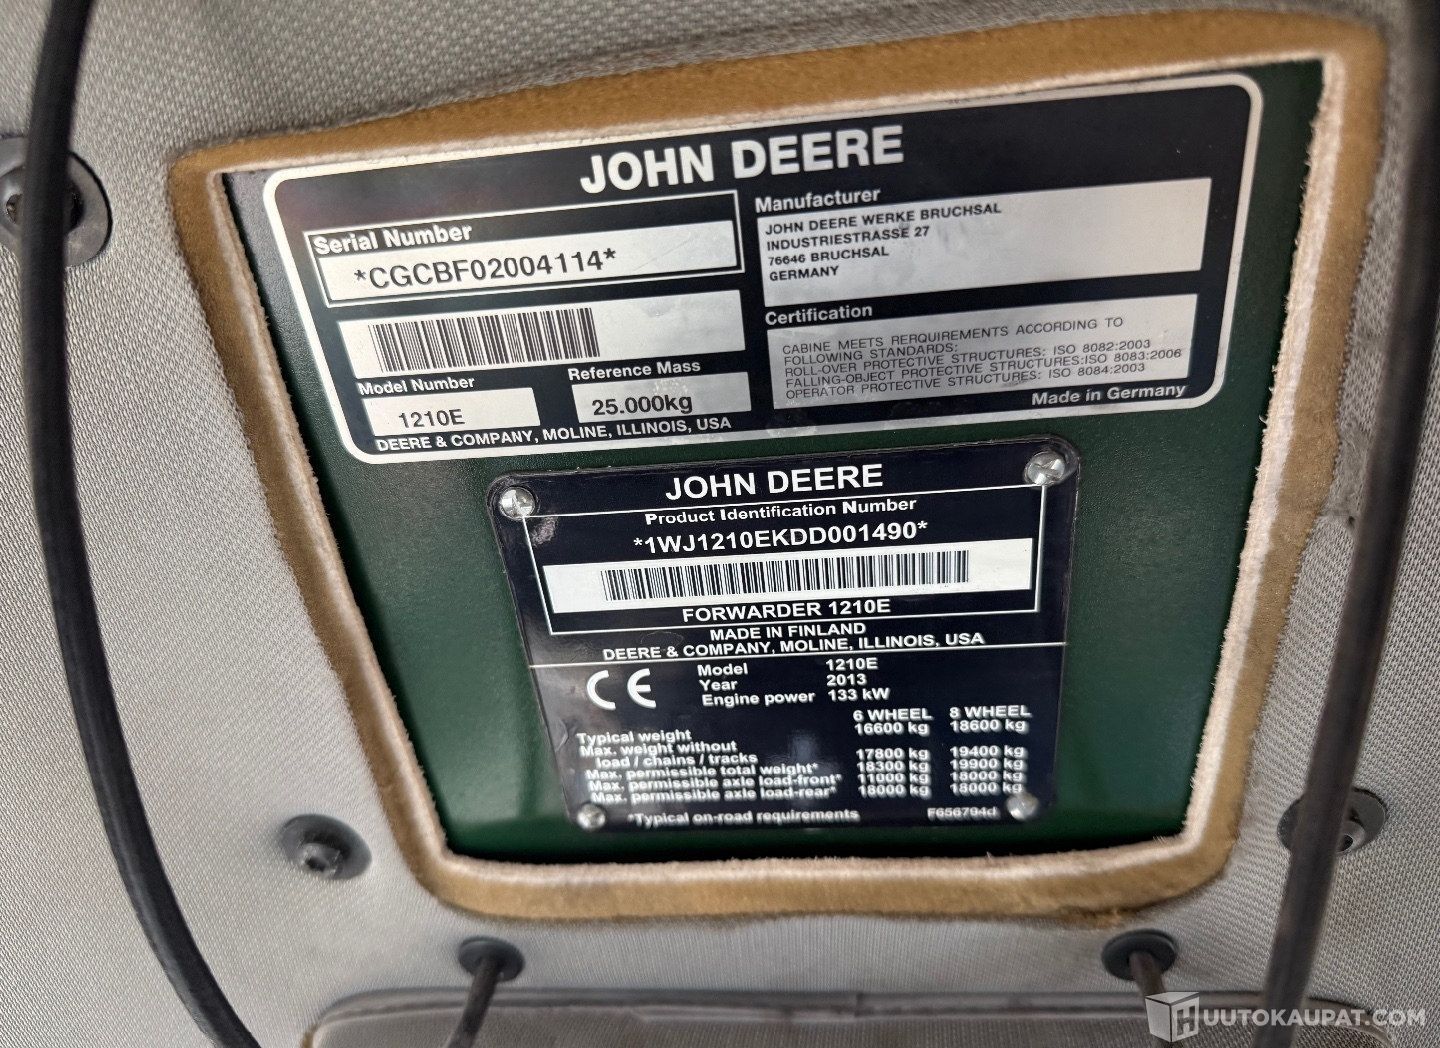 JOHN DEERE
Serial Number
*CGCBF02004114*
Model Number
1210E
Reference Mass
25.000kg
DEERE & COMPANY, MOLINE, ILLINOIS, USA
Manufacturer
JOHN DEERE WERKE BRUCHSAL
INDUSTRIESTRASSE 27
76646 BRUCHSAL
GERMANY
Certification
CABINE MEETS RERQUIREMENTS ACCORDING TO
FOLLOWING STANDARDS:
ROLL-OVER PROTECTIVE STRUCTURES: ISO 8082:2003
FALLING-OBJECT PROTECTIVE STRUCTURES:ISO 8083:2006
OPERATOR PROTECTIVE STRUCTURES: ISO 8084:2003
Made in Germany
JOHN DEERE
Product Identification Number
*1WJ1210EKDD001490*
FORWARDER 1210E
MADE IN FINLAND
DEERE & COMPANY, MOLINE, ILLINOIS, USA
CE
Model 1210E
Year 2013
Engine power 133 kW
6 WHEEL 8 WHEEL
Typical weight 16600 kg 18600 kg
Max. weight without
load / chains / tracks 17800 kg 19400 kg
Max. permissible total weight* 18300 kg 19900 kg
Max. permissible axle load-front* 11000 kg 18000 kg
Max. permissible axle load-rear* 18000 kg 18000 kg
*Typical on-road requirements F656794d
HUUTOKAUPAT.COM